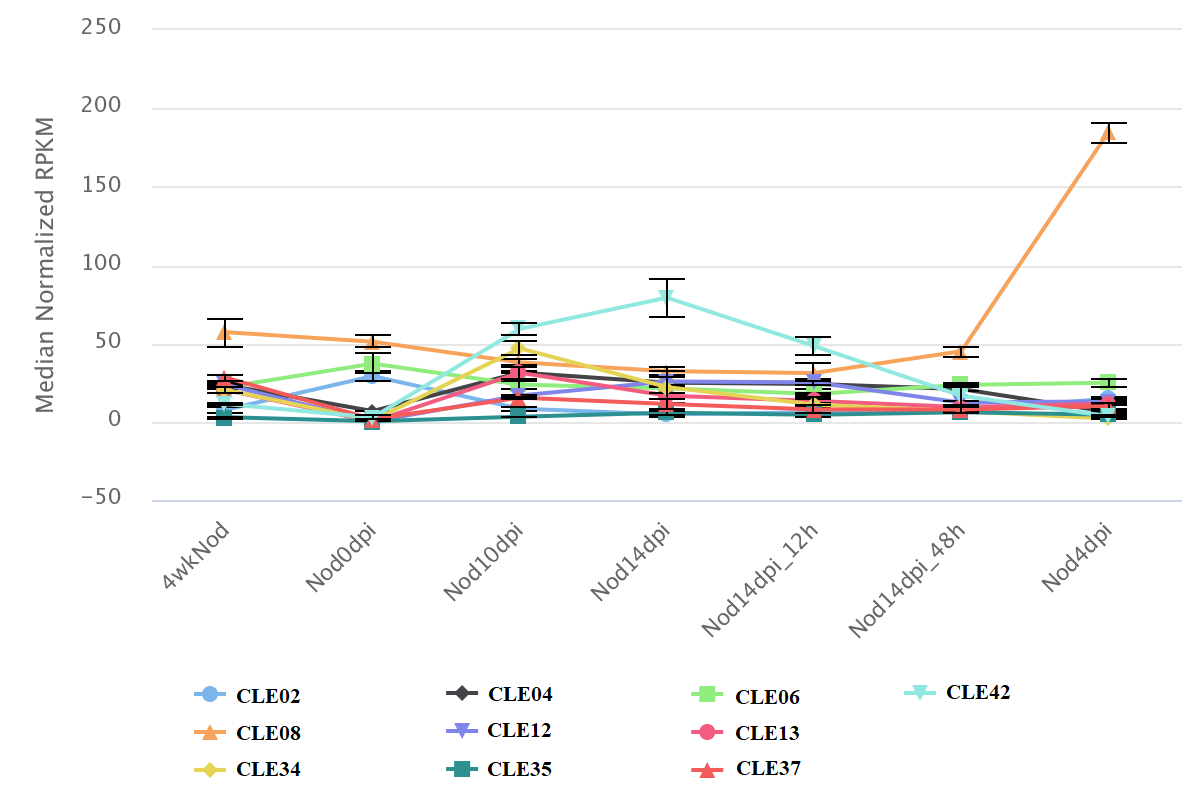 250
200
150
100
50
0
−50
Median Normalized RPKM
4wkNod
Nod0dpi
Nod10dpi
Nod14dpi
Nod14dpi_12h
Nod14dpi_48h
Nod4dpi
CLE02 CLE04 CLE06 CLE42
CLE08 CLE12 CLE13
CLE34 CLE35 CLE37